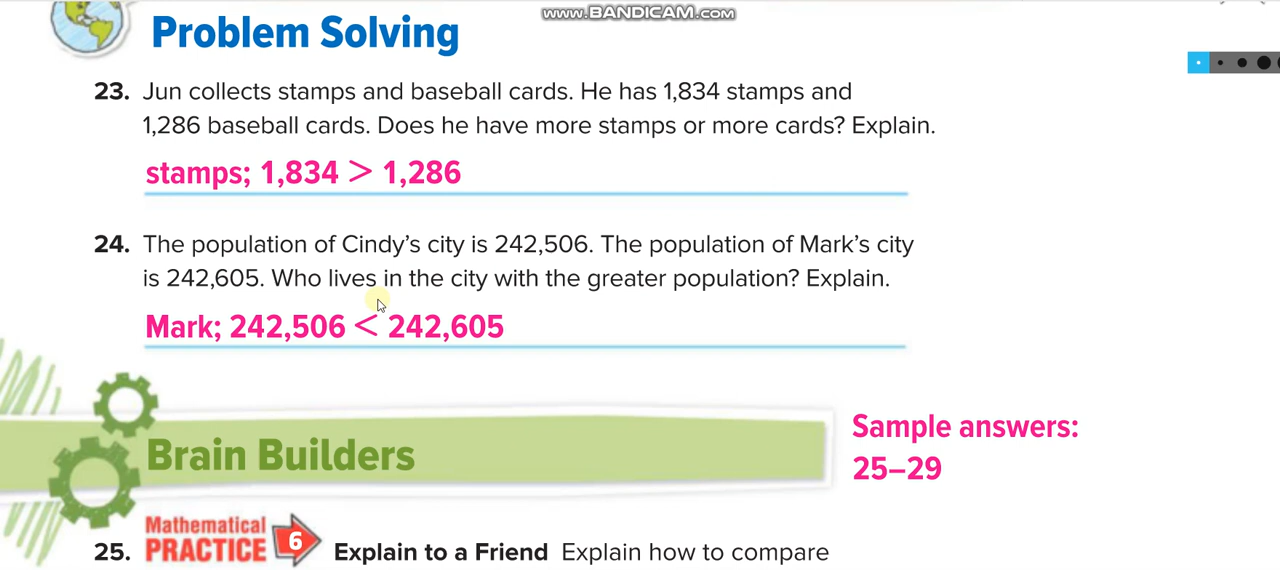 www.BANDICAM.com
Problem Solving
23. Jun collects stamps and baseball cards. He has 1,834 stamps and
1,286 baseball cards. Does he have more stamps or more cards? Explain.
stamps; 1,834 > 1,286
24. The population of Cindy’s city is 242,506. The population of Mark’s city
is 242,605. Who lives in the city with the greater population? Explain.
Mark; 242,506 < 242,605
Brain Builders
Sample answers:
25–29
25. Mathematical
PRACTICE 6 Explain to a Friend Explain how to compare